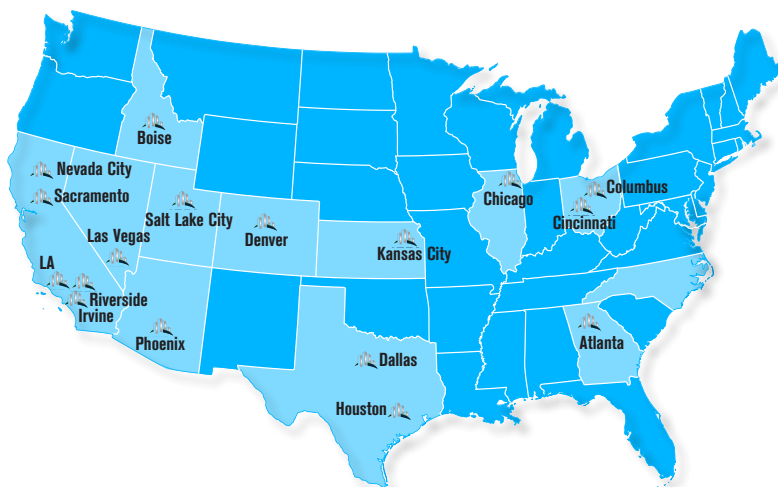 Boise
Nevada City
Sacramento
Salt Lake City
Las Vegas
Denver
Kansas City
Chicago
Columbus
Cincinnati
LA
Riverside
Irvine
Phoenix
Dallas
Houston
Atlanta